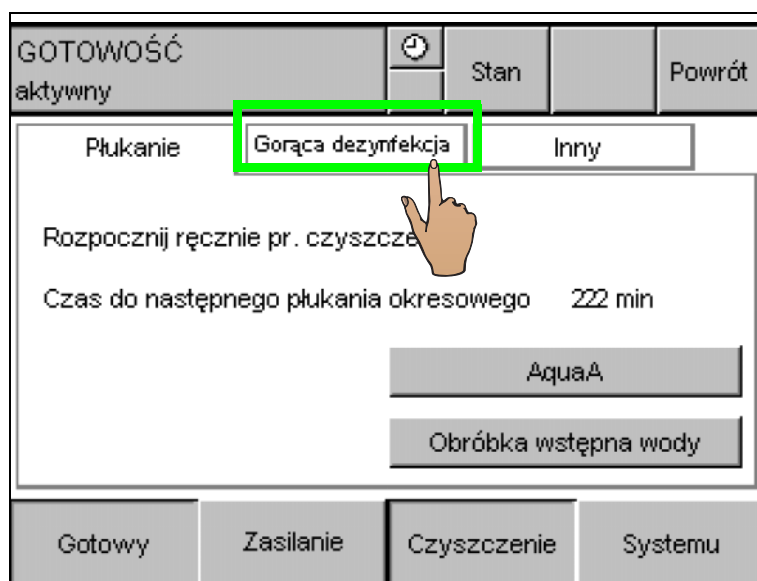 GOTOWOŚĆ
aktywny
Stan
Powrót
Płukanie
Gorąca dezynfekcja
Inny
Rozpocznij ręcznie pr. czyszcze
Czas do następnego płukania okresowego 222 min
AquaA
Obróbka wstępna wody
Gotowy
Zasilanie
Czyszczenie
Systemu